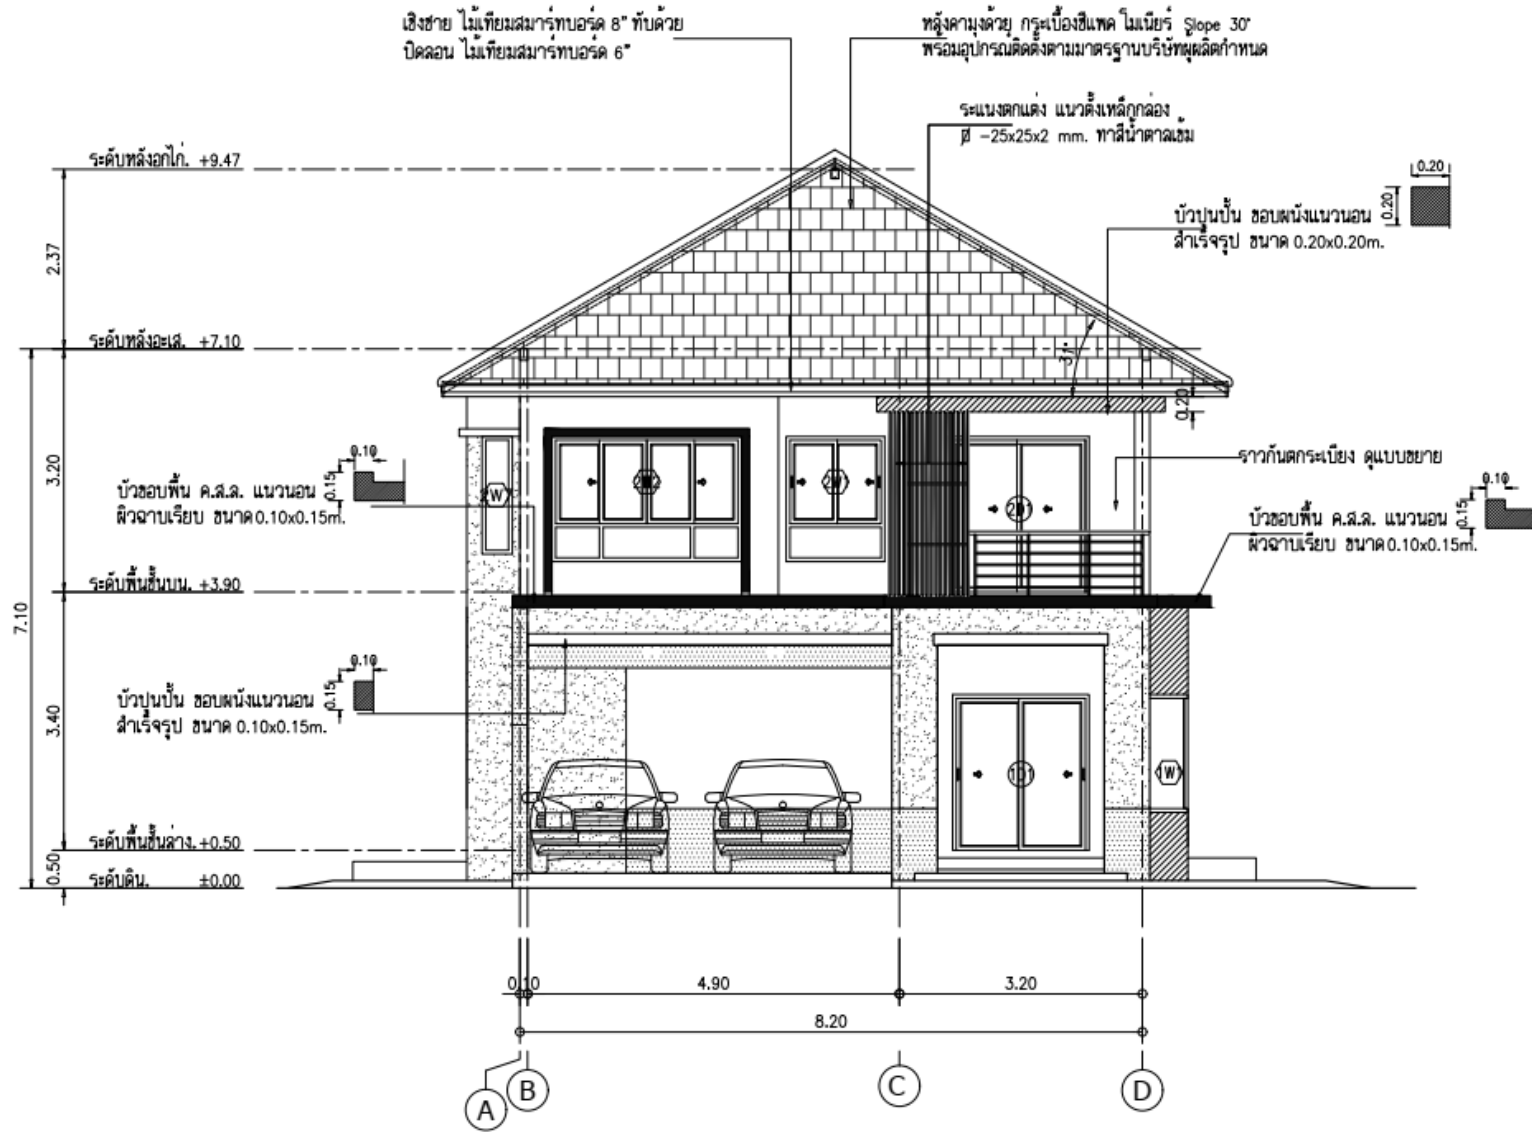 เชิงชาย ไม้เทียมสมาร์ทบอร์ด 8" ทับด้วย
ปิดลอน ไม้เทียมสมาร์ทบอร์ด 6"
หลังคามุงด้วย กระเบื้องซีแพค โมเนียร์ Slope 30°
พร้อมอุปกรณ์ติดตั้งตามมาตรฐานบริษัทผู้ผลิตกำหนด
ระแนงตกแต่ง แนวตั้งเหล็กกล่อง
-25x25x2 mm. ทาสีน้ำตาลเข้ม
ระดับหลังอกไก่. +9.47
0.20
0.20
บัวปูนปั้น ขอบผนังแนวนอน
สำเร็จรูป ขนาด 0.20x0.20m.
2.37
ระดับหลังอะเส. +7.10
31°
0.20
3.20
0.10
0.15
บัวขอบพื้น ค.ส.ล. แนวนอน
ผิวฉาบเรียบ ขนาด 0.10x0.15m.
2W
2D1
ราวกันตกระเบียง ดูแบบขยาย
0.10
0.15
บัวขอบพื้น ค.ส.ล. แนวนอน
ผิวฉาบเรียบ ขนาด 0.10x0.15m.
ระดับพื้นชั้นบน. +3.90
7.10
0.10
0.15
บัวปูนปั้น ขอบผนังแนวนอน
สำเร็จรูป ขนาด 0.10x0.15m.
3.40
1D1
1W
ระดับพื้นชั้นล่าง. +0.50
0.50
ระดับดิน. ±0.00
0.10
4.90
3.20
8.20
A
B
C
D